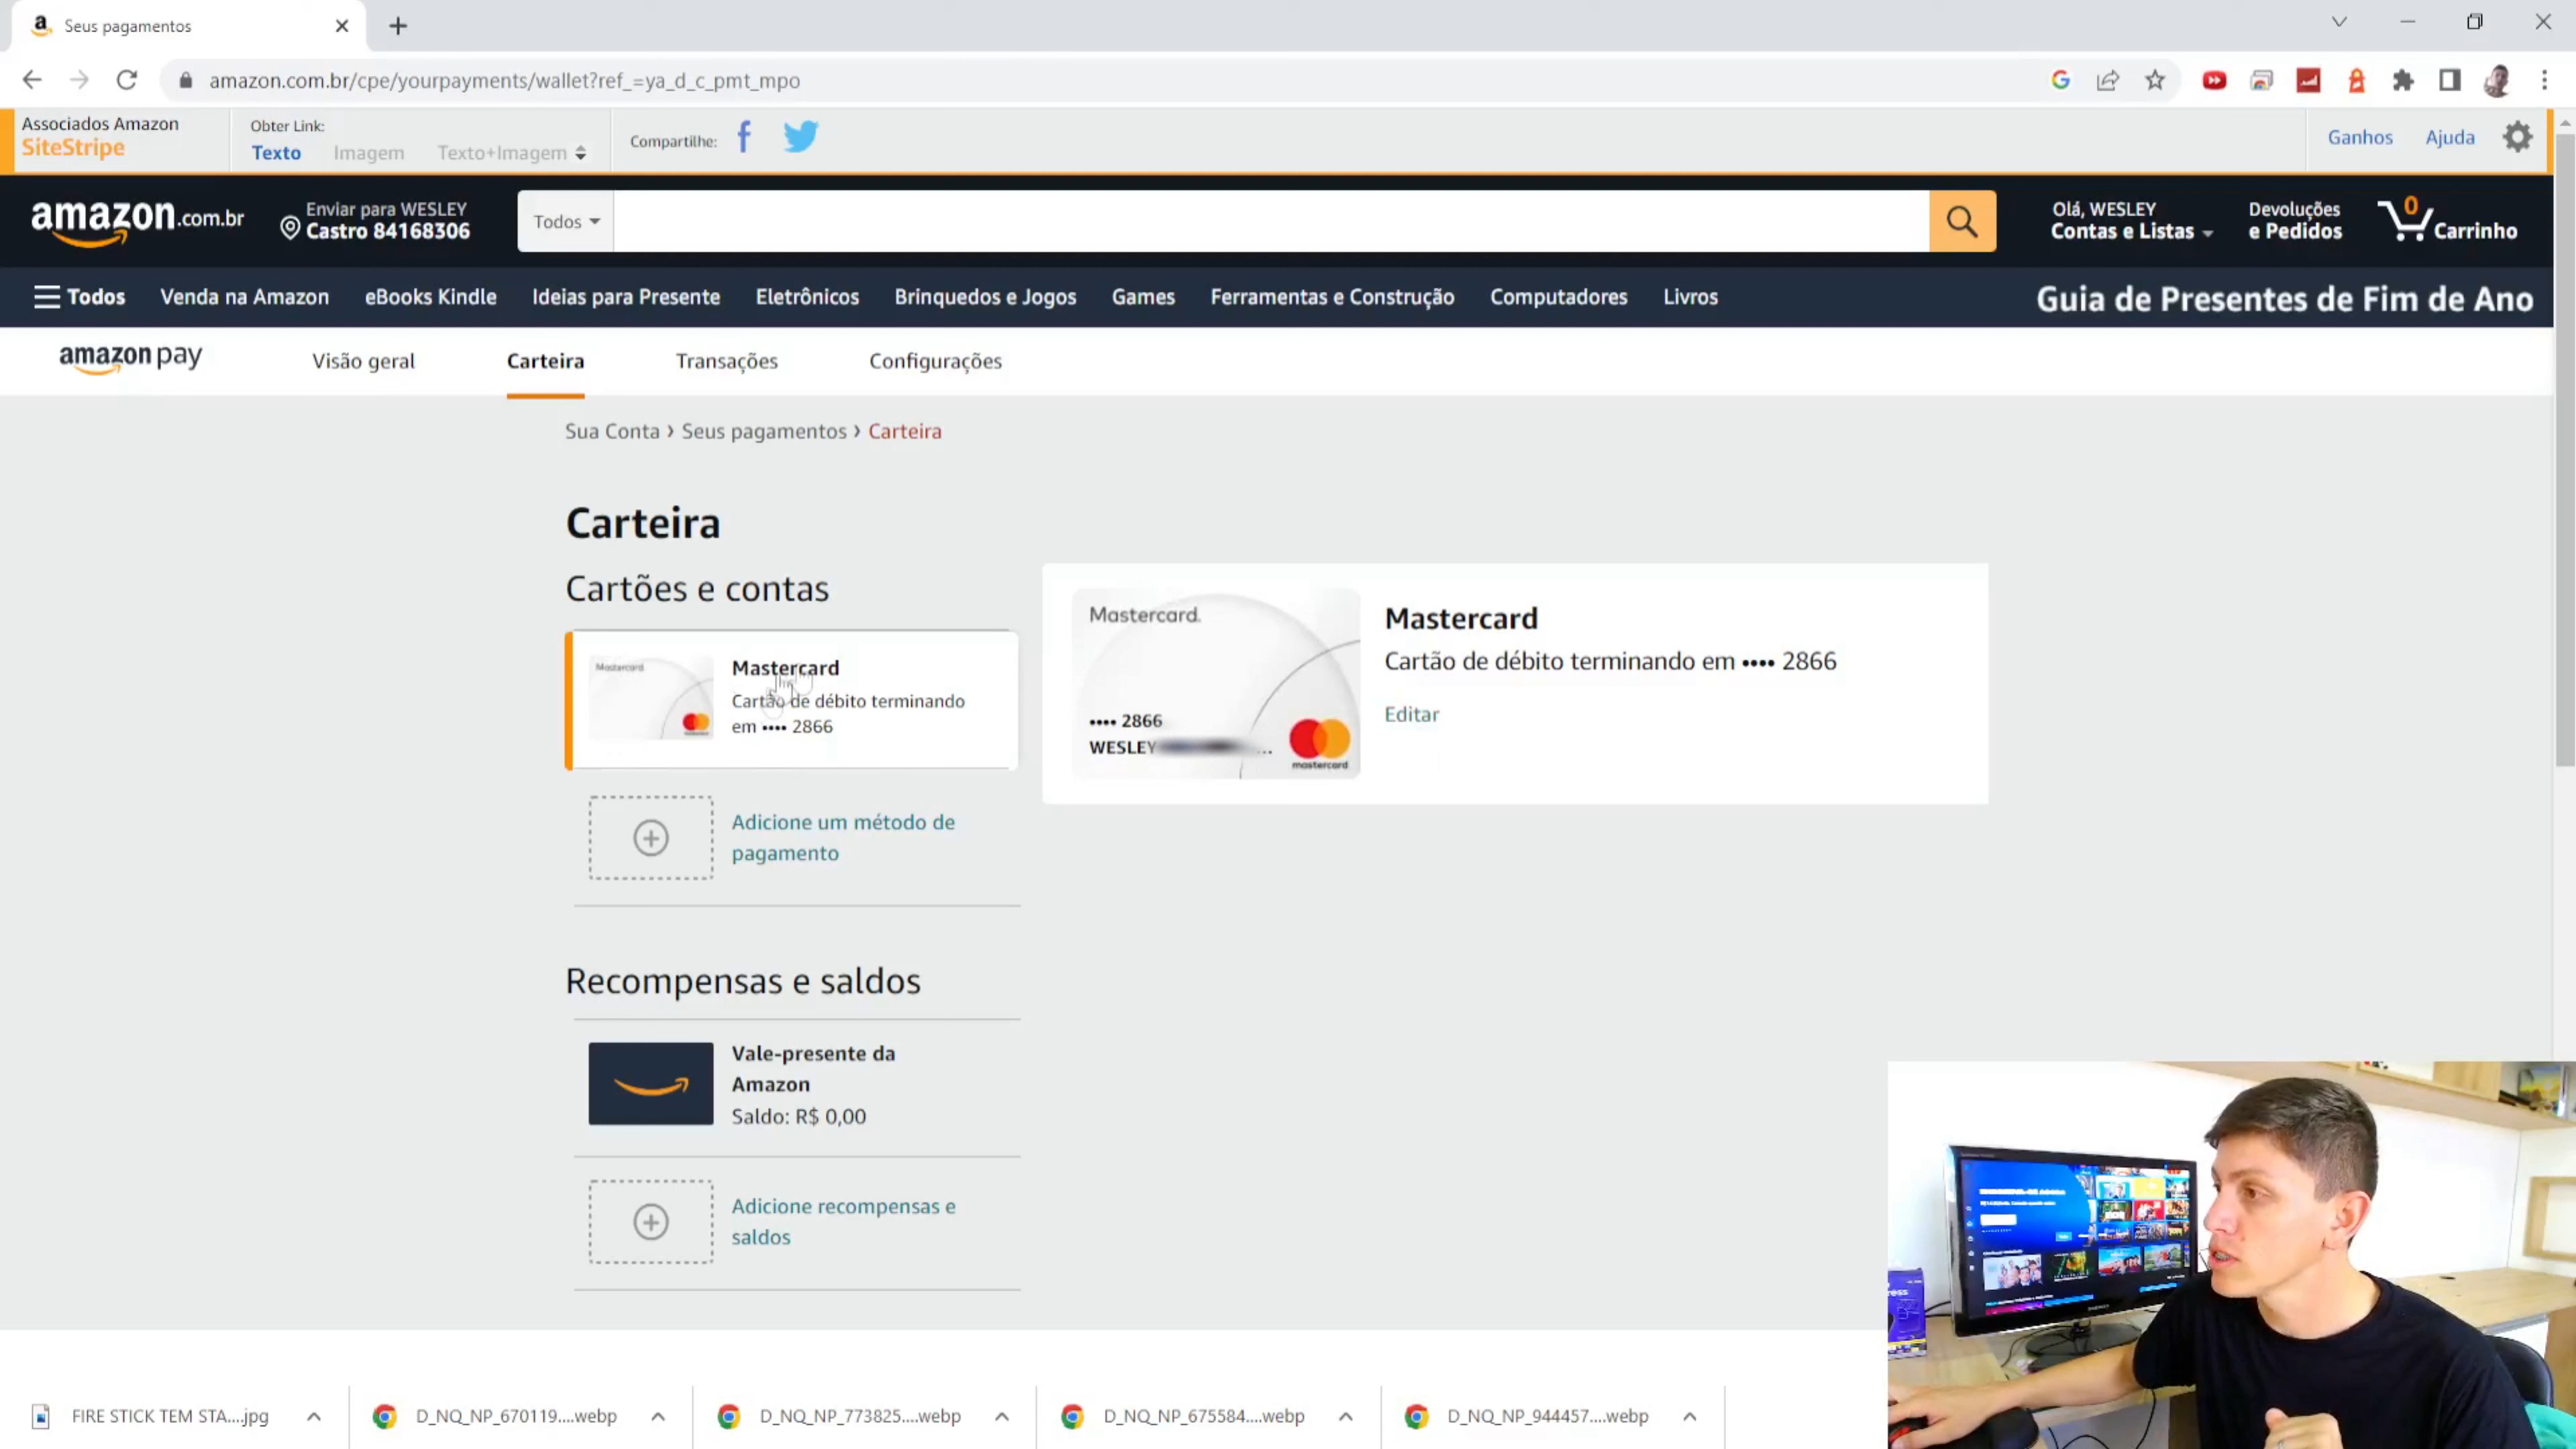 Seus pagamentos
amazon.com.br/cpe/yourpayments/wallet?ref_=ya_d_c_pmt_mpo
Associados Amazon
SiteStripe
Obter Link:
Texto Imagem Texto+Imagem
Compartilhe:
Ganhos Ajuda
amazon.com.br
Enviar para WESLEY
Castro 84168306
Todos
Olá, WESLEY
Contas e Listas
Devoluções
e Pedidos
0
Carrinho
Todos Venda na Amazon eBooks Kindle Ideias para Presente Eletrônicos Brinquedos e Jogos Games Ferramentas e Construção Computadores Livros
Guia de Presentes de Fim de Ano
amazon pay
Visão geral Carteira Transações Configurações
Sua Conta › Seus pagamentos › Carteira
Carteira
Cartões e contas
Mastercard
Mastercard
Cartão de débito terminando
em •••• 2866
Mastercard.
•••• 2866
WESLEY ...
mastercard
Mastercard
Cartão de débito terminando em •••• 2866
Editar
Adicione um método de
pagamento
Recompensas e saldos
Vale-presente da
Amazon
Saldo: R$ 0,00
Adicione recompensas e
saldos
FIRE STICK TEM STA....jpg
D_NQ_NP_670119....webp
D_NQ_NP_773825....webp
D_NQ_NP_675584....webp
D_NQ_NP_944457....webp